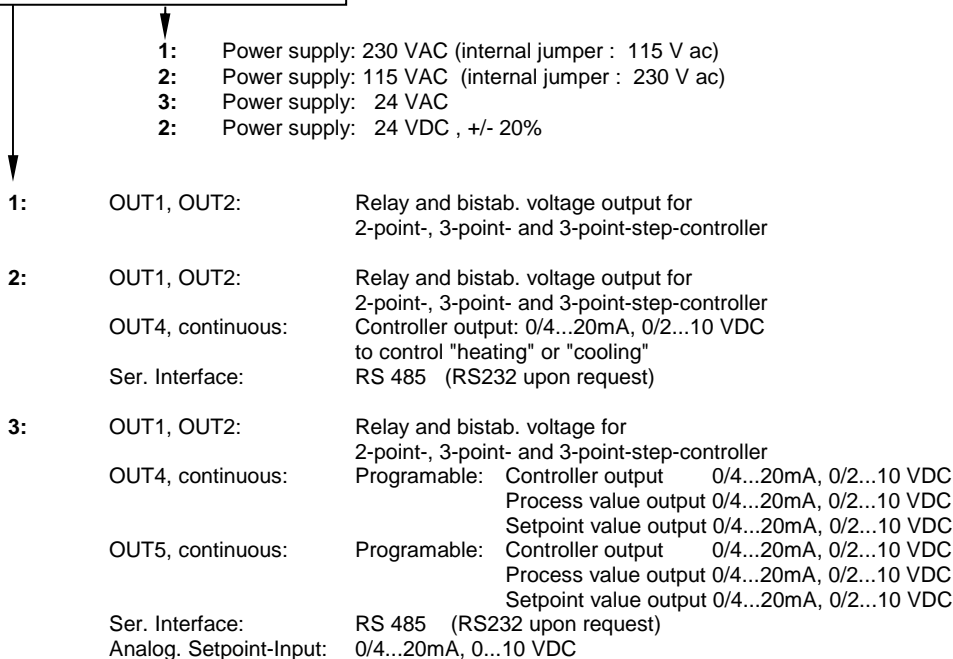 1: Power supply: 230 VAC (internal jumper : 115 V ac)
2: Power supply: 115 VAC (internal jumper : 230 V ac)
3: Power supply: 24 VAC
2: Power supply: 24 VDC , +/- 20%
1: OUT1, OUT2: Relay and bistab. voltage output for
2-point-, 3-point- and 3-point-step-controller
2: OUT1, OUT2: Relay and bistab. voltage output for
2-point-, 3-point- and 3-point-step-controller
OUT4, continuous: Controller output: 0/4...20mA, 0/2...10 VDC
to control "heating" or "cooling"
Ser. Interface: RS 485 (RS232 upon request)
3: OUT1, OUT2: Relay and bistab. voltage for
2-point-, 3-point- and 3-point-step-controller
OUT4, continuous: Programable: Controller output 0/4...20mA, 0/2...10 VDC
Process value output 0/4...20mA, 0/2...10 VDC
Setpoint value output 0/4...20mA, 0/2...10 VDC
OUT5, continuous: Programable: Controller output 0/4...20mA, 0/2...10 VDC
Process value output 0/4...20mA, 0/2...10 VDC
Setpoint value output 0/4...20mA, 0/2...10 VDC
Ser. Interface: RS 485 (RS232 upon request)
Analog. Setpoint-Input: 0/4...20mA, 0...10 VDC